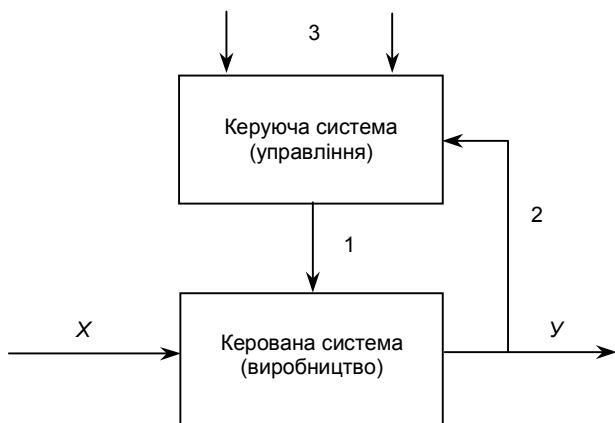 3
Керуюча система
(управління)
1
2
Х
Керована система
(виробництво)
У